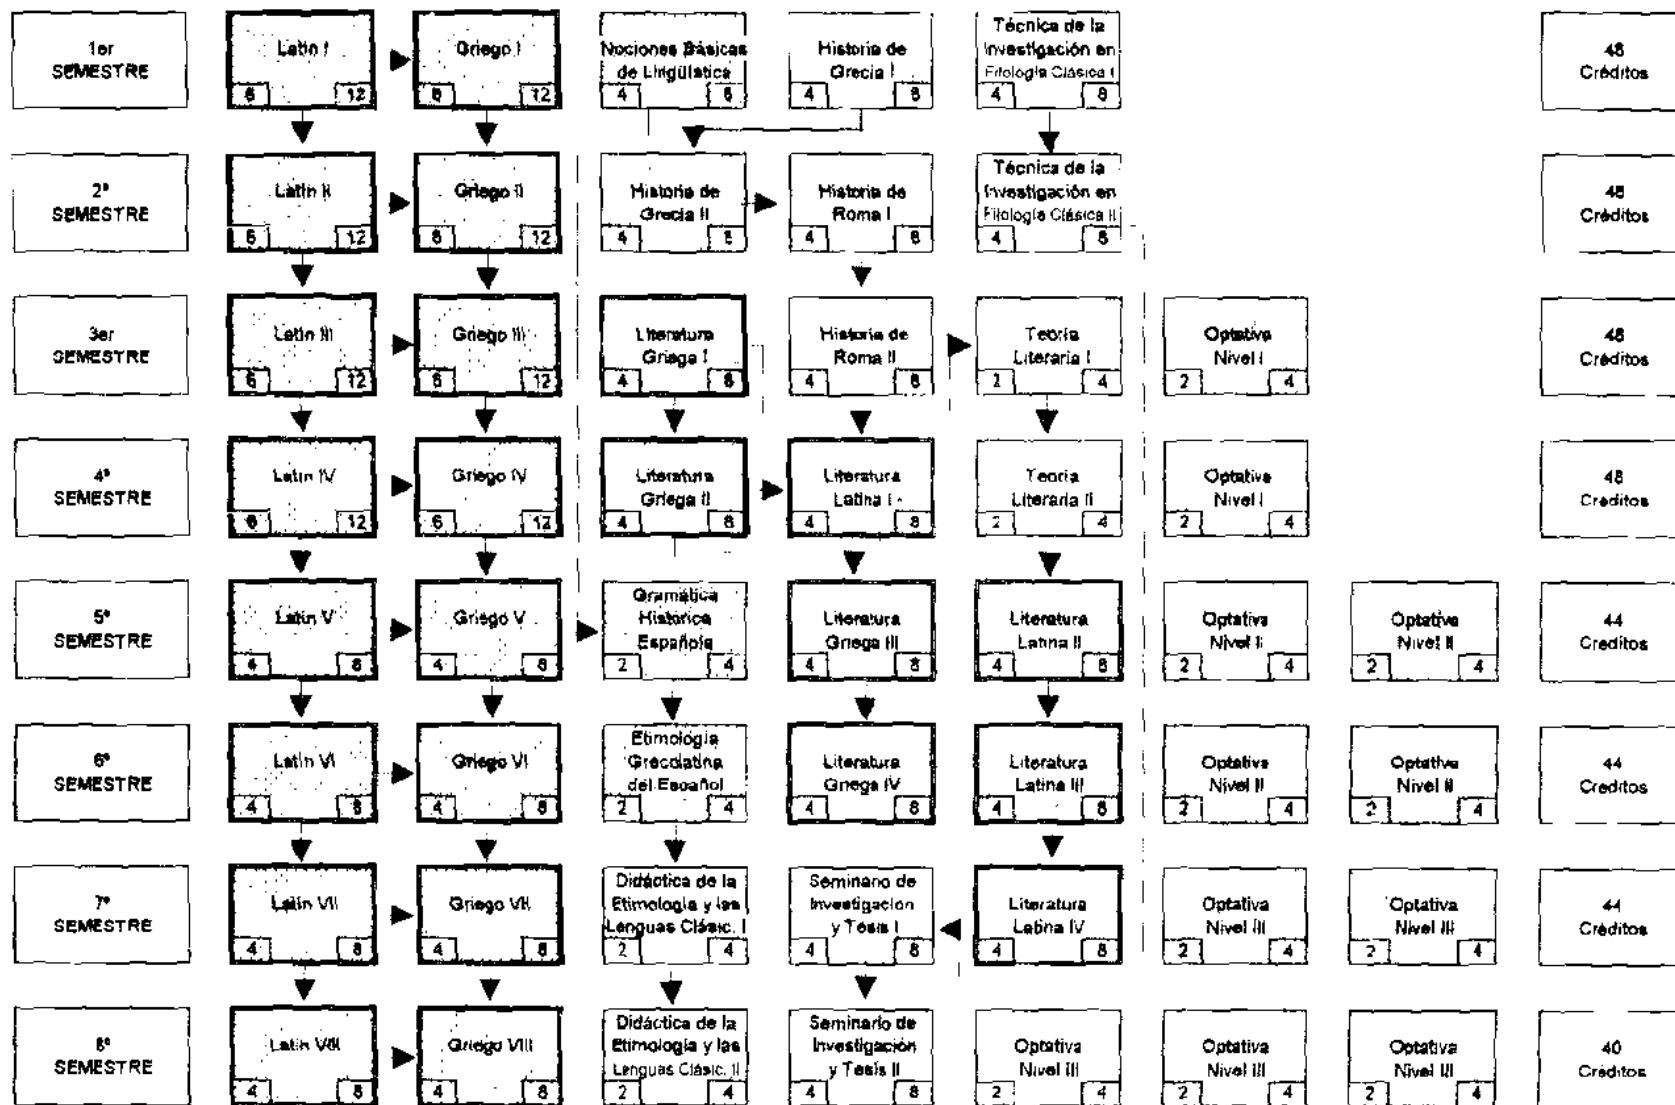 1er
SEMESTRE
Latín I
6 12
Griego I
6 12
Nociones Básicas
de Lingüística
4 8
Historia de
Grecia I
4 8
Técnica de la
Investigación en
Filología Clásica I
4 8
48
Créditos
2º
SEMESTRE
Latín II
6 12
Griego II
6 12
Historia de
Grecia II
4 8
Historia de
Roma I
4 8
Técnica de la
Investigación en
Filología Clásica II
4 8
48
Créditos
3er
SEMESTRE
Latín III
6 12
Griego III
6 12
Literatura
Griega I
4 8
Historia de
Roma II
4 8
Teoría
Literaria I
2 4
Optativa
Nivel I
2 4
48
Créditos
4º
SEMESTRE
Latín IV
6 12
Griego IV
6 12
Literatura
Griega II
4 8
Literatura
Latina I
4 8
Teoría
Literaria II
2 4
Optativa
Nivel I
2 4
48
Créditos
5º
SEMESTRE
Latín V
4 8
Griego V
4 8
Gramática
Histórica
Española
2 4
Literatura
Griega III
4 8
Literatura
Latina II
4 8
Optativa
Nivel II
2 4
Optativa
Nivel II
2 4
44
Créditos
6º
SEMESTRE
Latín VI
4 8
Griego VI
4 8
Etimología
Grecolatina
del Español
2 4
Literatura
Griega IV
4 8
Literatura
Latina III
4 8
Optativa
Nivel II
2 4
Optativa
Nivel II
2 4
44
Créditos
7º
SEMESTRE
Latín VII
4 8
Griego VII
4 8
Didáctica de la
Etimología y las
Lenguas Clásic. I
2 4
Seminario de
Investigación
y Tesis I
4 8
Literatura
Latina IV
4 8
Optativa
Nivel III
2 4
Optativa
Nivel III
2 4
44
Créditos
8º
SEMESTRE
Latín VIII
4 8
Griego VIII
4 8
Didáctica de la
Etimología y las
Lenguas Clásic. II
2 4
Seminario de
Investigación
y Tesis II
4 8
Optativa
Nivel III
2 4
Optativa
Nivel III
2 4
Optativa
Nivel III
2 4
40
Créditos